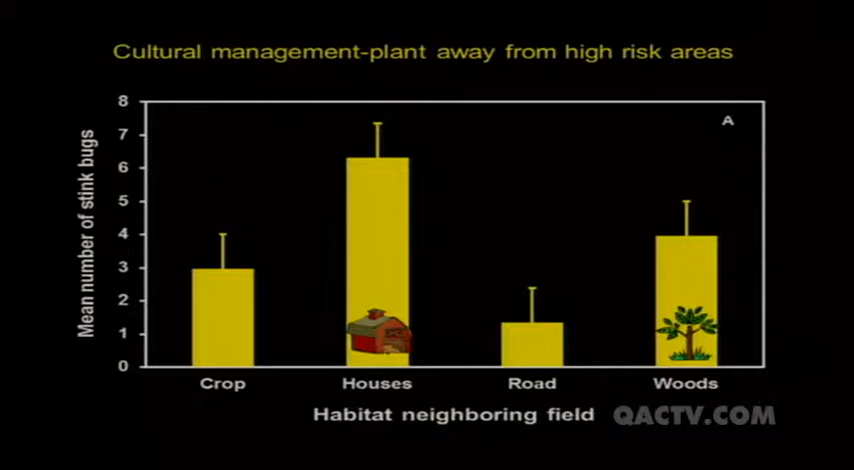 Cultural management-plant away from high risk areas
A
Mean number of stink bugs
8
7
6
5
4
3
2
1
0
Crop Houses Road Woods
Habitat neighboring field
QACTV.COM